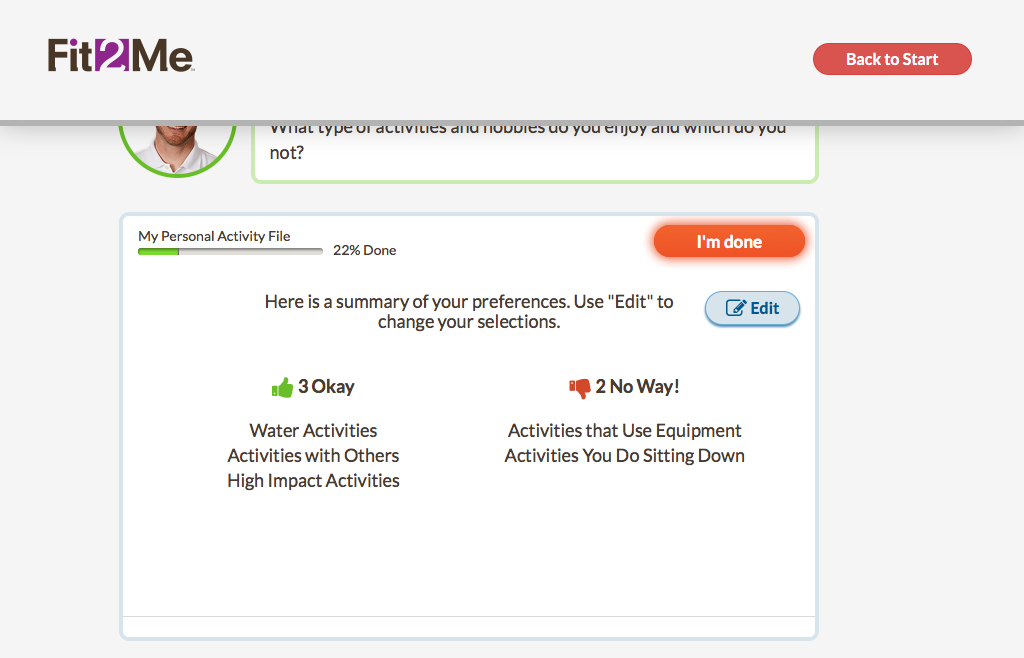 Fit2Me
Back to Start
What type of activities and hobbies do you enjoy and which do you
not?
My Personal Activity File
22% Done
I'm done
Here is a summary of your preferences. Use "Edit" to
change your selections.
Edit
3 Okay
Water Activities
Activities with Others
High Impact Activities
2 No Way!
Activities that Use Equipment
Activities You Do Sitting Down